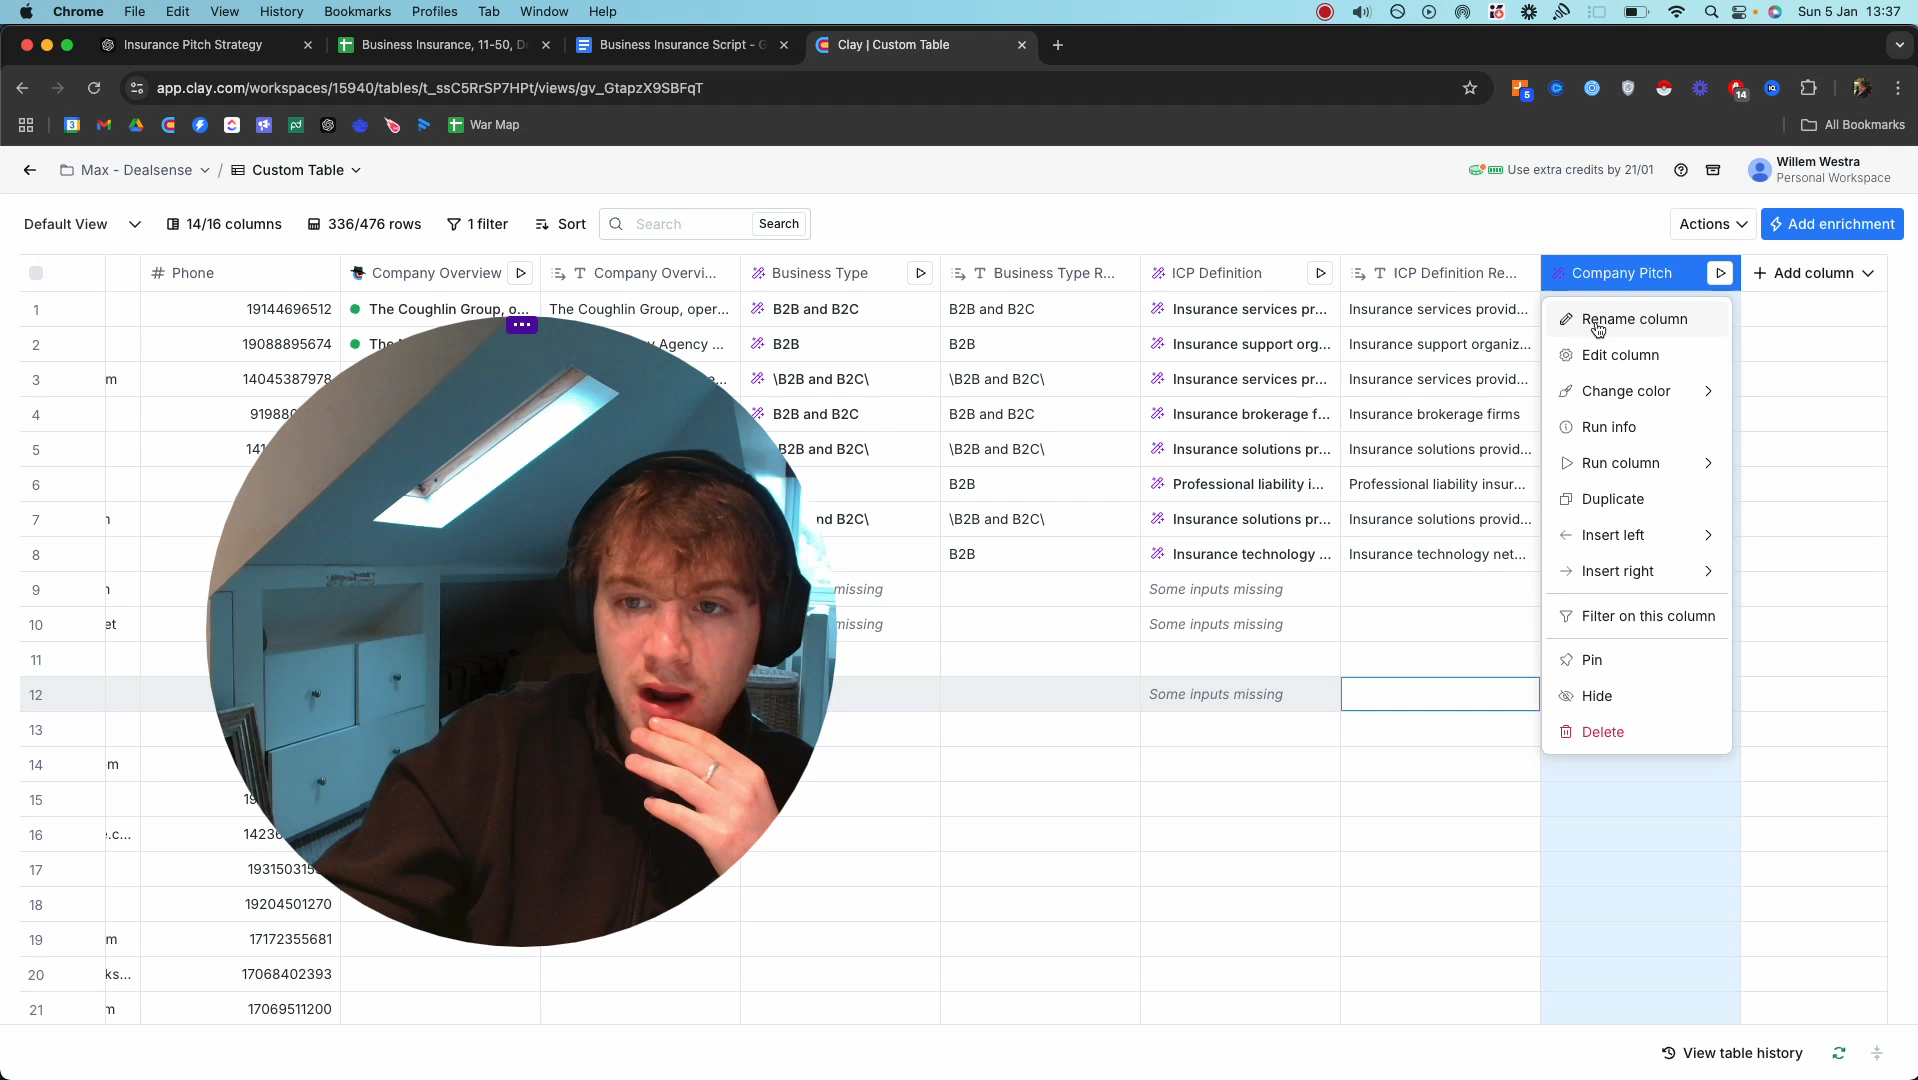 Chrome File Edit View History Bookmarks Profiles Tab Window Help Sun 5 Jan 13:37
Insurance Pitch Strategy
Business Insurance, 11-50,
Business Insurance Script - G
Clay | Custom Table
app.clay.com/workspaces/15940/tables/t_ssC5RrSP7HPt/views/gv_GtapzX9SBFqT
5 14
War Map All Bookmarks
Max - Dealsense / Custom Table
Use extra credits by 21/01
Willem Westra
Personal Workspace
Default View 14/16 columns 336/476 rows 1 filter Sort Search Search Actions Add enrichment
Phone Company Overview Company Overvi... Business Type Business Type R... ICP Definition ICP Definition Re... Company Pitch Add column
1 19144696512 The Coughlin Group, o... The Coughlin Group, oper... B2B and B2C B2B and B2C Insurance services pr... Insurance services provid...
2 19088895674 Agency ... B2B B2B Insurance support org... Insurance support organiz...
3 m 14045387978 \B2B and B2C\ \B2B and B2C\ Insurance services pr... Insurance services provid...
4 B2B and B2C B2B and B2C Insurance brokerage f... Insurance brokerage firms
5 B2B and B2C\ \B2B and B2C\ Insurance solutions pr... Insurance solutions provid...
6 B2B Professional liability i... Professional liability insur...
7 nd B2C\ \B2B and B2C\ Insurance solutions pr... Insurance solutions provid...
8 B2B Insurance technology ... Insurance technology net...
9 missing Some inputs missing
10 et missing Some inputs missing
11
12 Some inputs missing
13
14 m
15
16 .c...
17
18 19204501270
19 m 17172355681
20 ks... 17068402393
21 m 17069511200
Rename column
Edit column
Change color
Run info
Run column
Duplicate
Insert left
Insert right
Filter on this column
Pin
Hide
Delete
View table history